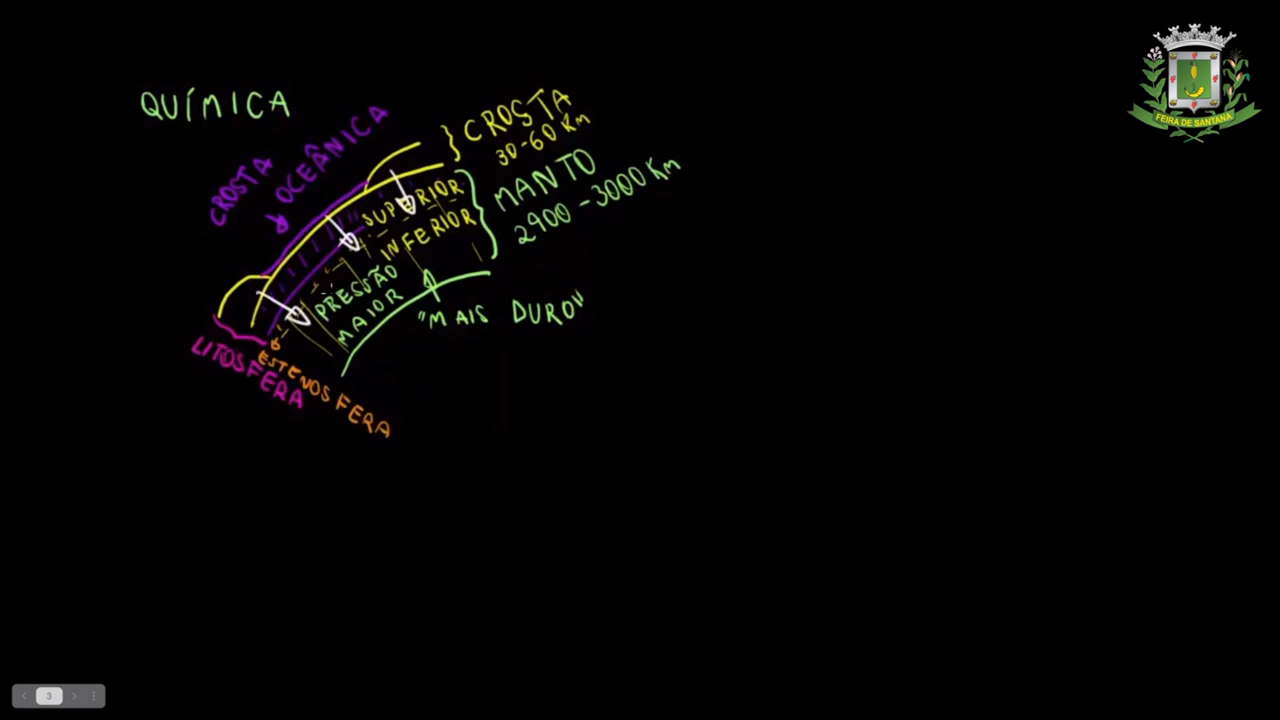 QUÍMICA
CROSTA
OCEÂNICA
CROSTA
30-60 Km
MANTO
2900 - 3000 Km
SUPERIOR
INFERIOR
PRESSÃO
MAIOR
"MAIS DURO"
LITOSFERA
ESTENOSFERA
FEIRA DE SANTANA
3